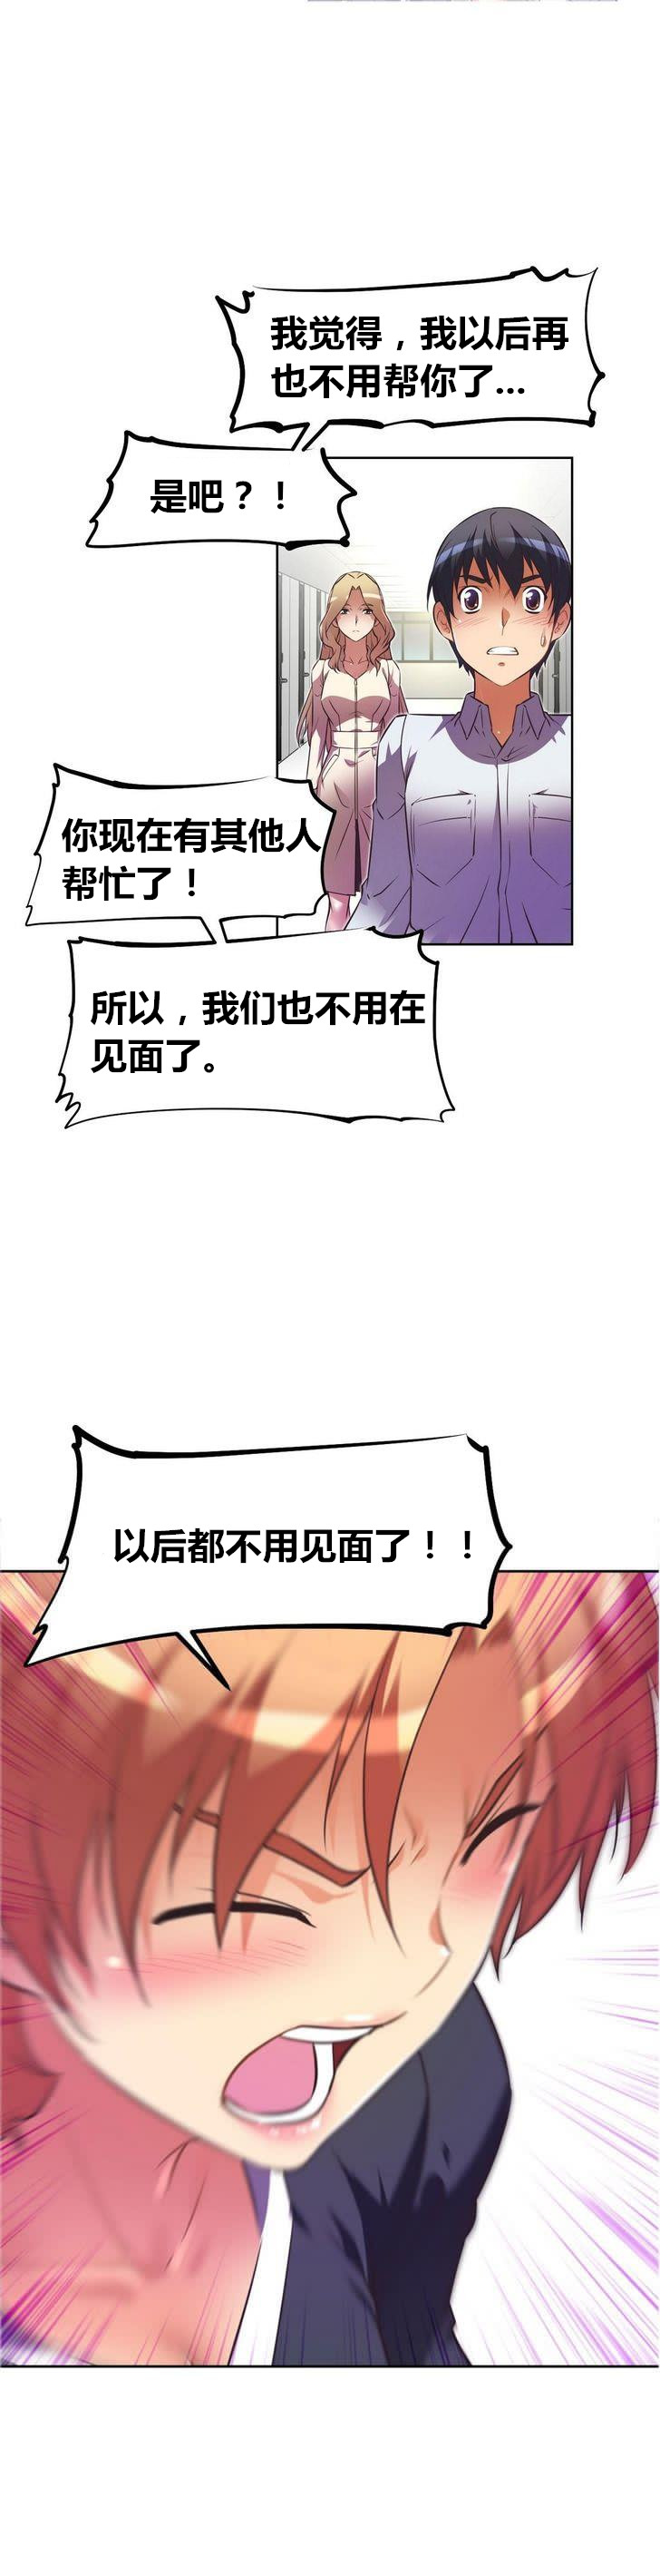 我觉得，我以后再
也不用帮你了...
是吧？！
你现在有其他人
帮忙了！
所以，我们也不用在
见面了。
以后都不用见面了！！